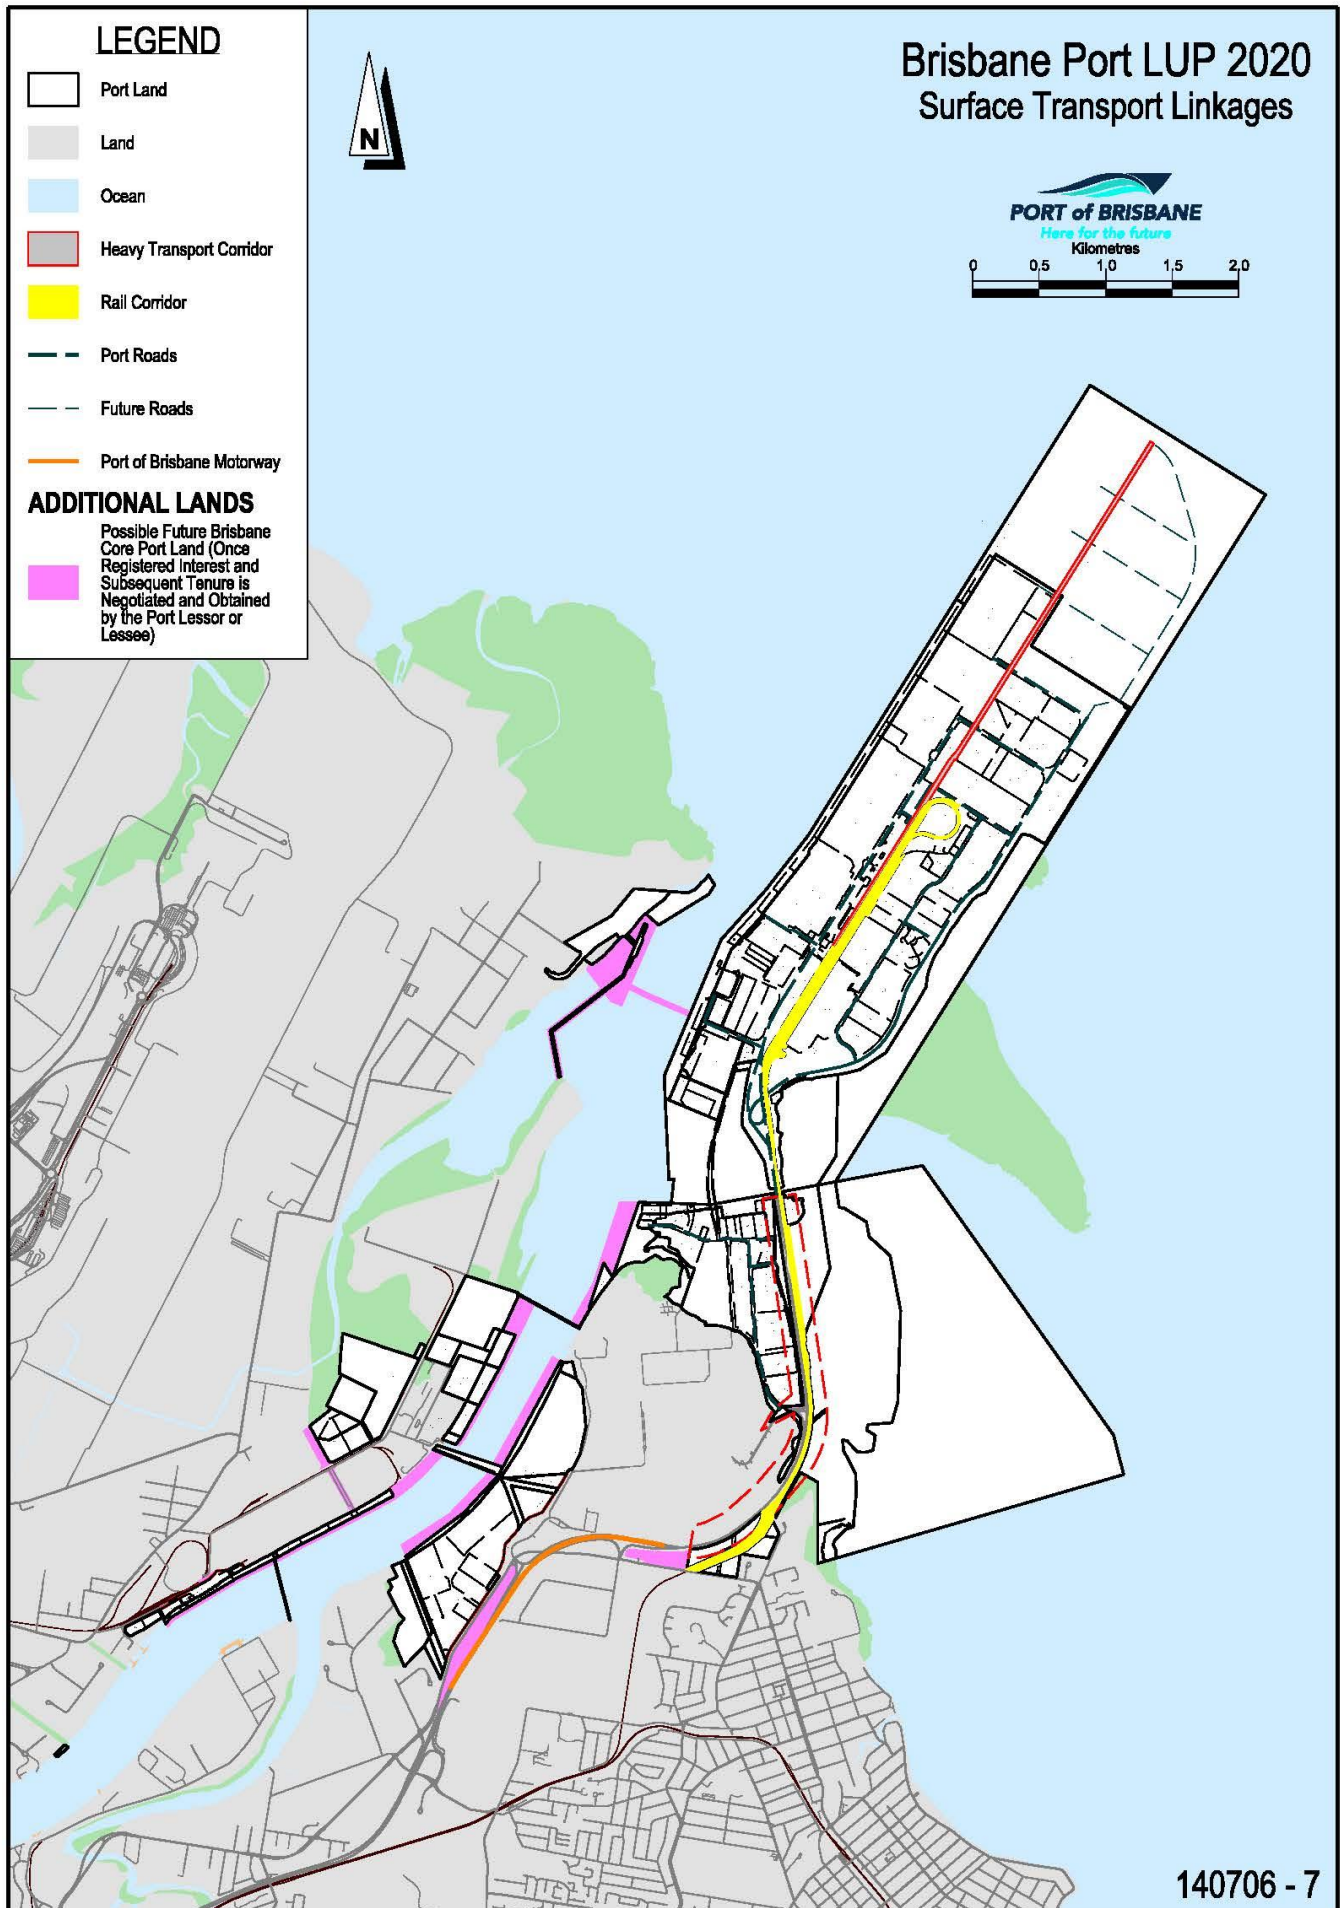 LEGEND
Port Land
Land
Ocean
Heavy Transport Corridor
Rail Corridor
Port Roads
Future Roads
Port of Brisbane Motorway
ADDITIONAL LANDS
Possible Future Brisbane
Core Port Land (Once
Registered Interest and
Subsequent Tenure is
Negotiated and Obtained
by the Port Lessor or
Lessee)
N
Brisbane Port LUP 2020
Surface Transport Linkages
PORT of BRISBANE
Here for the future
Kilometres
0 0.5 1.0 1.5 2.0
140706 - 7